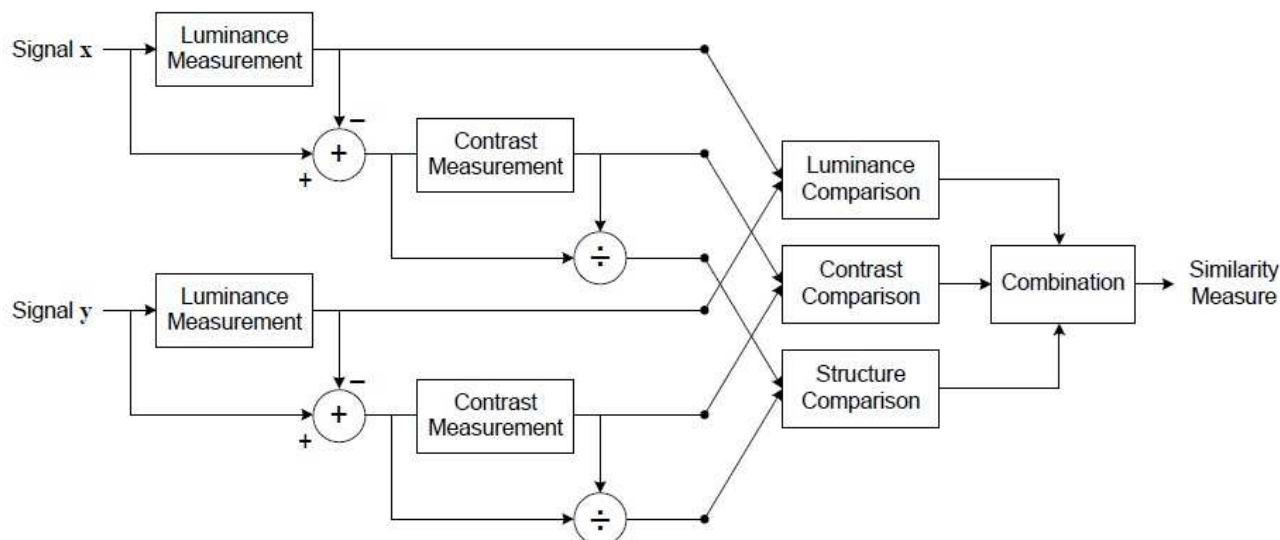 Signal x
Luminance
Measurement
−
+
+
Contrast
Measurement
÷
Signal y
Luminance
Measurement
−
+
+
Contrast
Measurement
÷
Luminance
Comparison
Contrast
Comparison
Structure
Comparison
Combination
Similarity
Measure